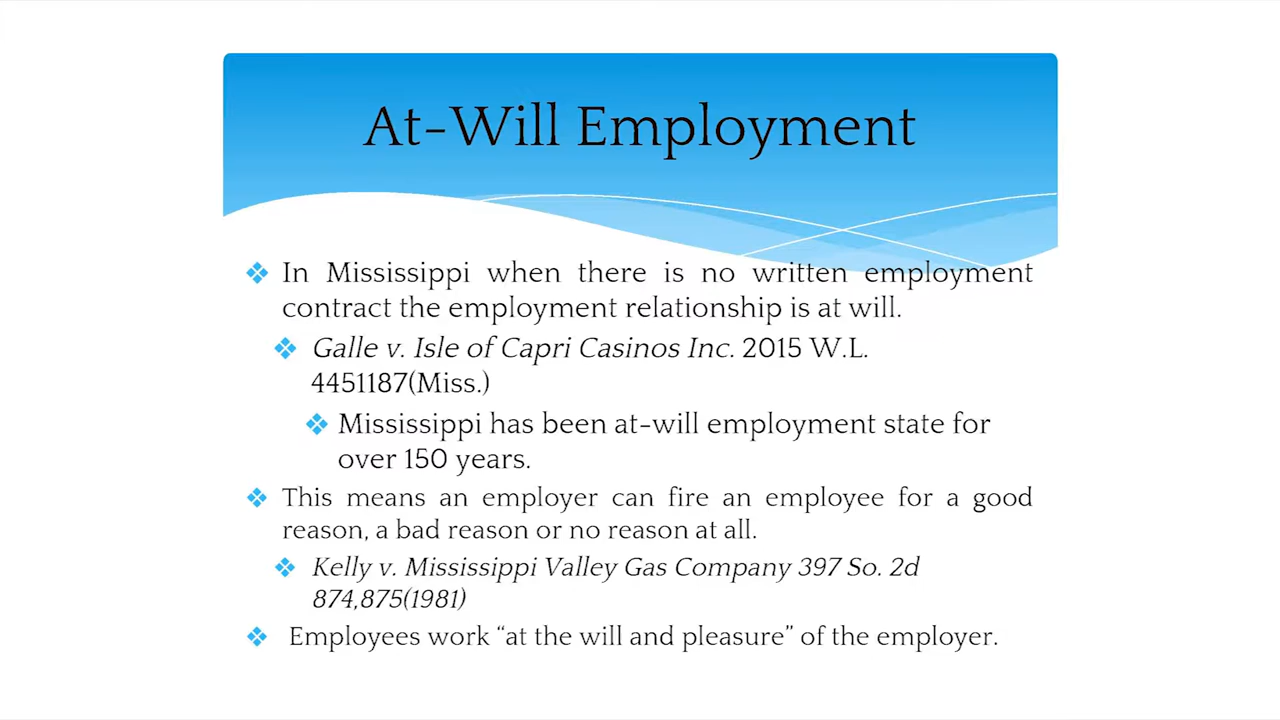 At-Will Employment
In Mississippi when there is no written employment
contract the employment relationship is at will.
Galle v. Isle of Capri Casinos Inc. 2015 W.L.
4451187(Miss.)
Mississippi has been at-will employment state for
over 150 years.
This means an employer can fire an employee for a good
reason, a bad reason or no reason at all.
Kelly v. Mississippi Valley Gas Company 397 So. 2d
874,875(1981)
Employees work “at the will and pleasure” of the employer.